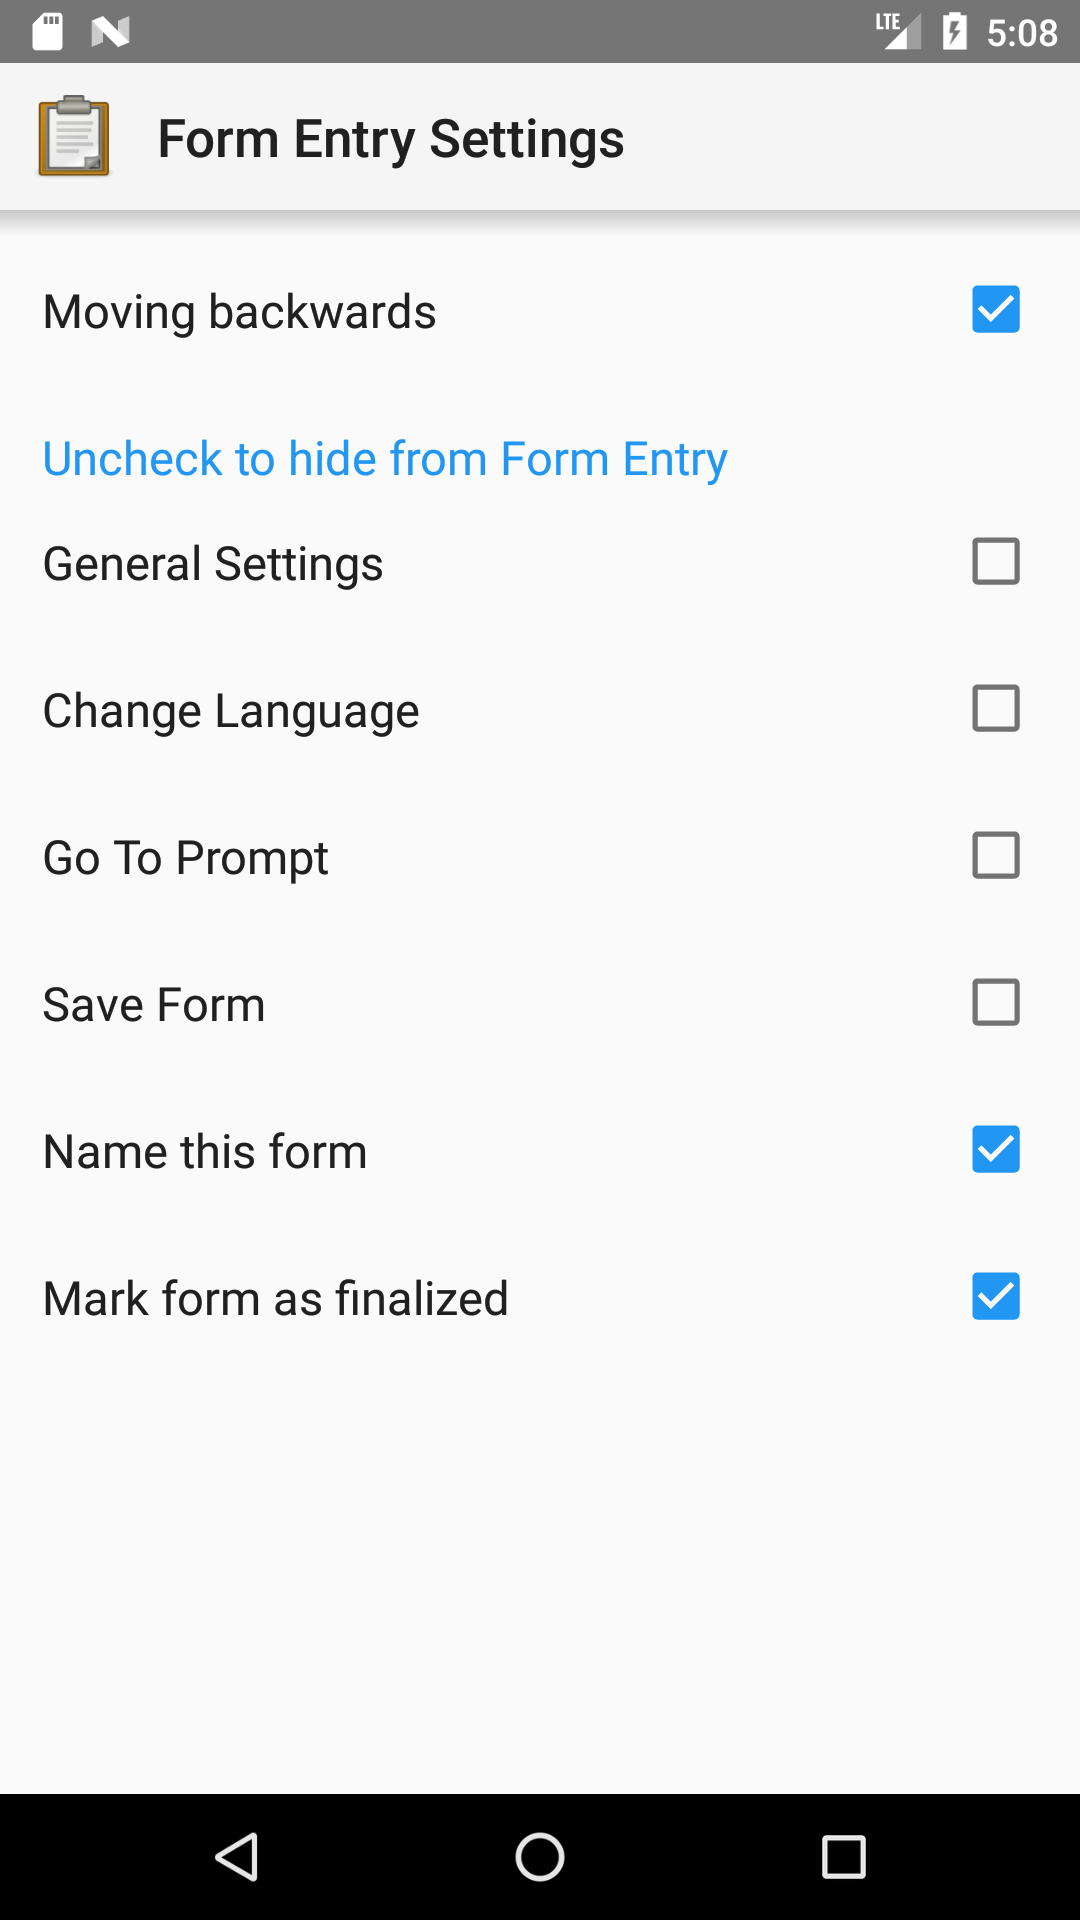 LTE 5:08
Form Entry Settings
Moving backwards
Uncheck to hide from Form Entry
General Settings
Change Language
Go To Prompt
Save Form
Name this form
Mark form as finalized